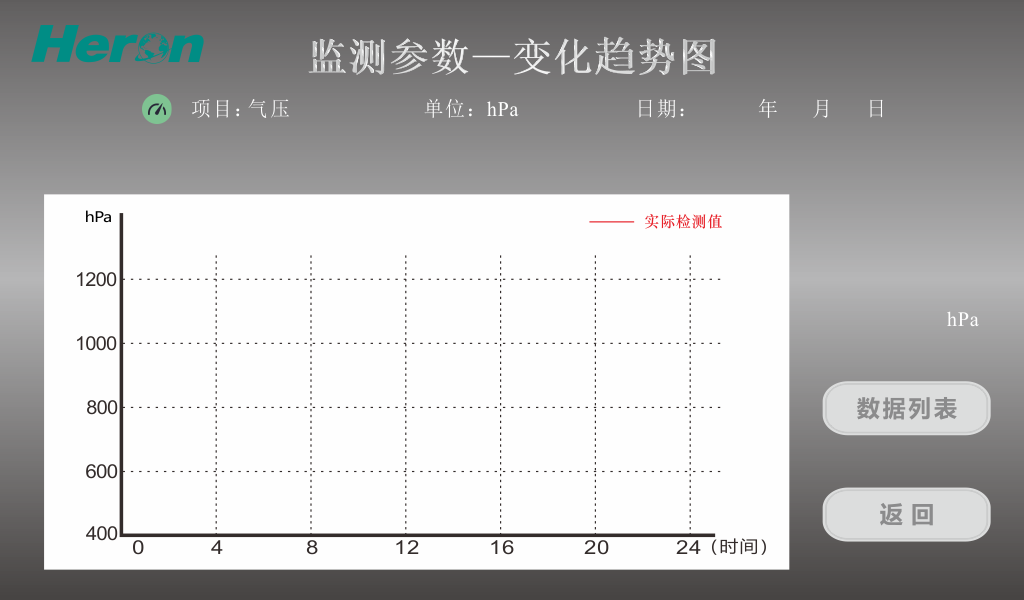 Heron
监测参数—变化趋势图
项目：气压 单位：hPa 日期： 年 月 日
hPa
实际检测值
1200
1000
800
600
400
0 4 8 12 16 20 24 (时间)
hPa
数据列表
返回